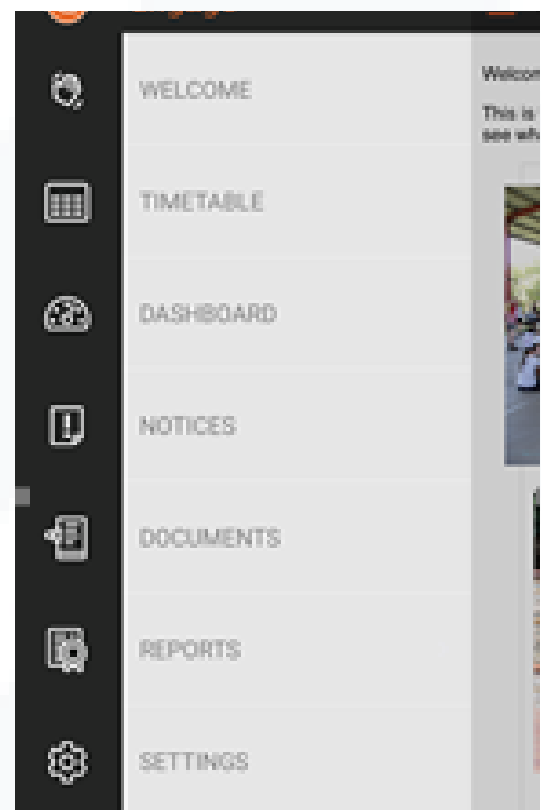 WELCOME
TIMETABLE
DASHBOARD
NOTICES
DOCUMENTS
REPORTS
SETTINGS
This is